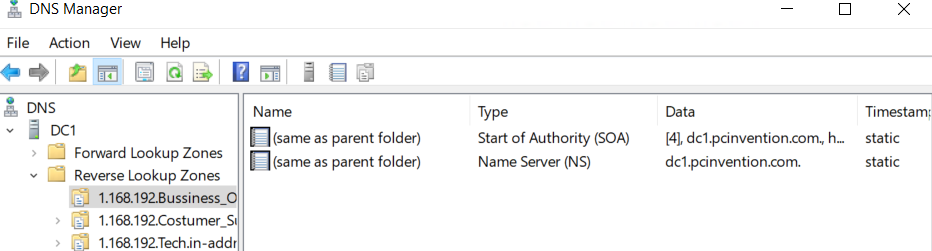 DNS Manager
File Action View Help
DNS
DC1
Forward Lookup Zones
Reverse Lookup Zones
1.168.192.Bussiness_O
1.168.192.Costumer_Su
1.168.192.Tech.in-addr
Name Type Data Timestamp
(same as parent folder) Start of Authority (SOA) [4], dc1.pcinvention.com., h... static
(same as parent folder) Name Server (NS) dc1.pcinvention.com. static